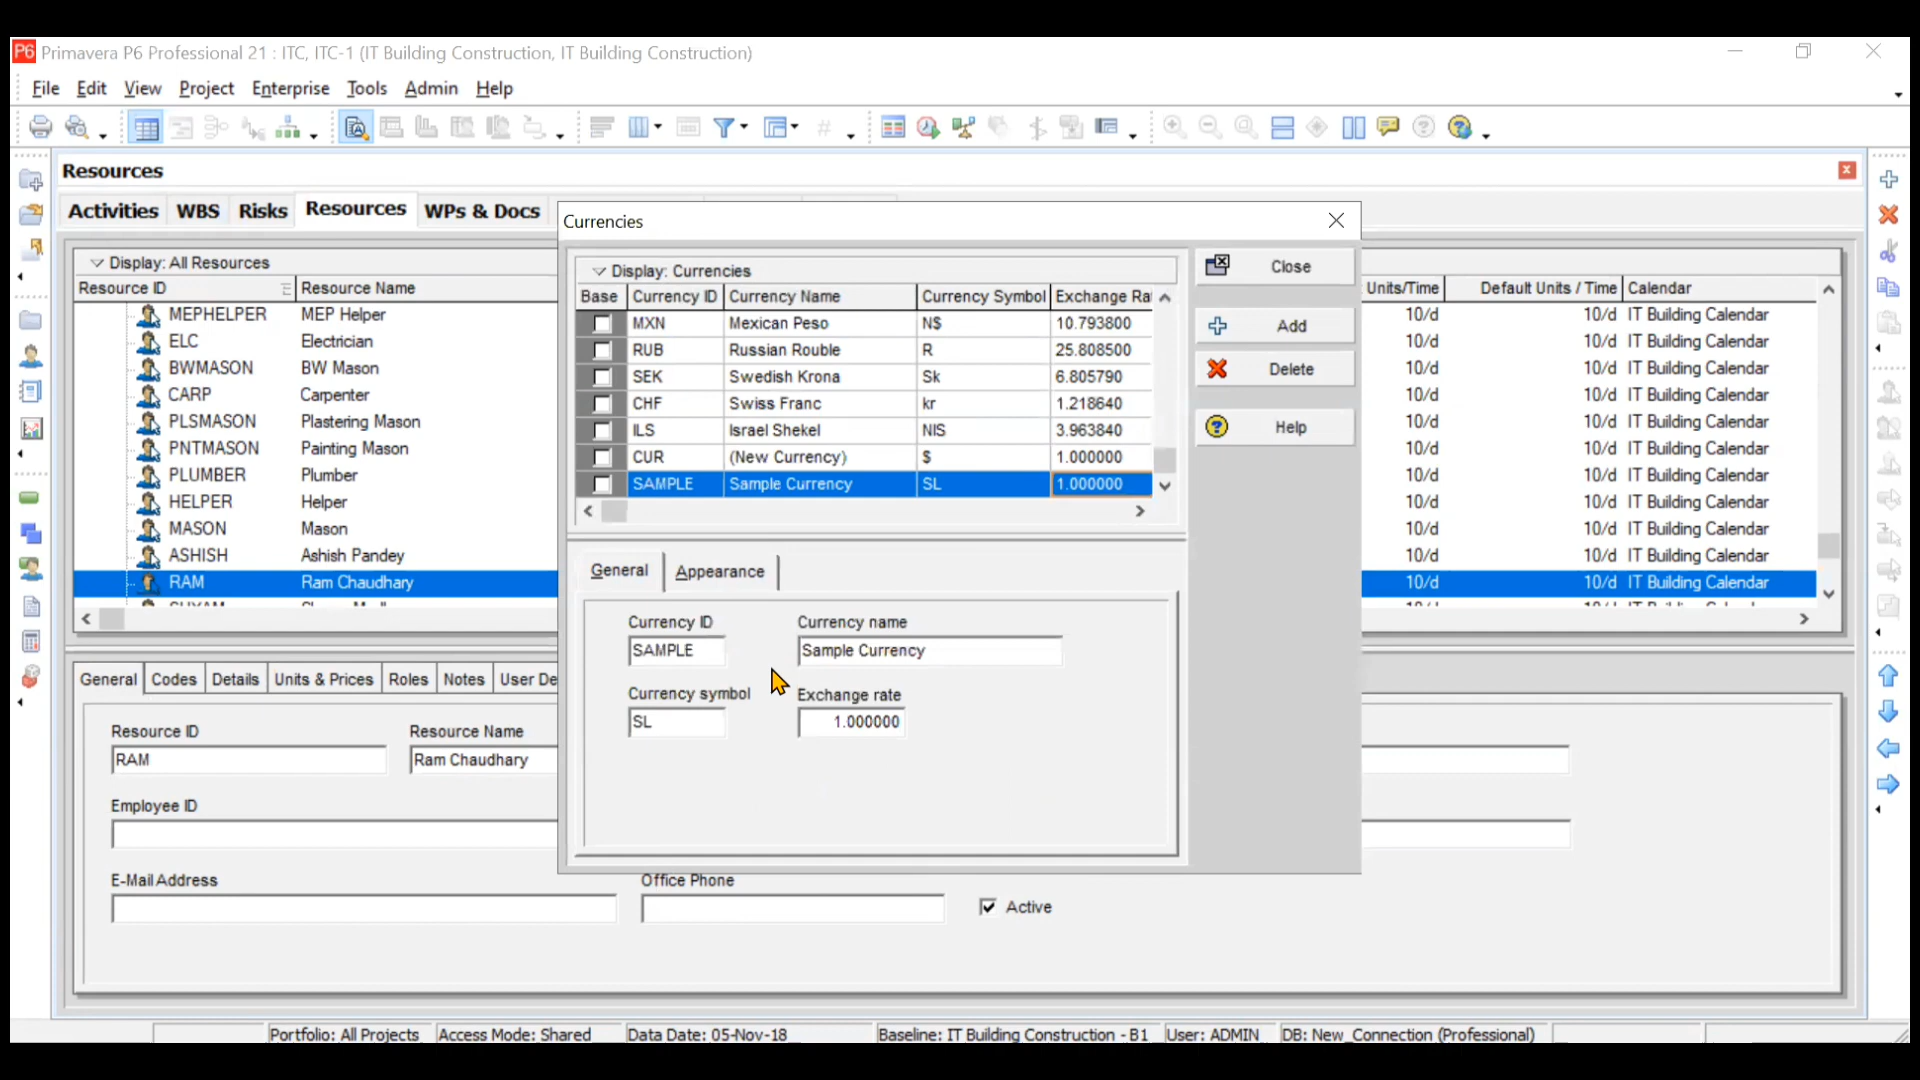 P6 Primavera P6 Professional 21 : ITC, ITC-1 (IT Building Construction, IT Building Construction)
File Edit View Project Enterprise Tools Admin Help
Resources
Activities WBS Risks Resources WPs & Docs
Currencies
Display: All Resources
Resource ID Resource Name
MEPHELPER MEP Helper
ELC Electrician
BWMASON BW Mason
CARP Carpenter
PLSMASON Plastering Mason
PNTMASON Painting Mason
PLUMBER Plumber
HELPER Helper
MASON Mason
ASHISH Ashish Pandey
RAM Ram Chaudhary
Display: Currencies
Base Currency ID Currency Name Currency Symbol Exchange Ra
MXN Mexican Peso N$ 10.793800
RUB Russian Rouble R 25.808500
SEK Swedish Krona Sk 6.805790
CHF Swiss Franc kr 1.218640
ILS Israel Shekel NIS 3.963840
CUR (New Currency) $ 1.000000
SAMPLE Sample Currency SL 1.000000
Close
Add
Delete
Help
Units/Time Default Units / Time Calendar
10/d 10/d IT Building Calendar
10/d 10/d IT Building Calendar
10/d 10/d IT Building Calendar
10/d 10/d IT Building Calendar
10/d 10/d IT Building Calendar
10/d 10/d IT Building Calendar
10/d 10/d IT Building Calendar
10/d 10/d IT Building Calendar
10/d 10/d IT Building Calendar
10/d 10/d IT Building Calendar
10/d 10/d IT Building Calendar
General Appearance
Currency ID Currency name
SAMPLE Sample Currency
Currency symbol Exchange rate
SL 1.000000
General Codes Details Units & Prices Roles Notes User De
Resource ID Resource Name
RAM Ram Chaudhary
Employee ID
E-Mail Address Office Phone
Active
Portfolio: All Projects Access Mode: Shared Data Date: 05-Nov-18 Baseline: IT Building Construction - B1 User: ADMIN DB: New_Connection (Professional)